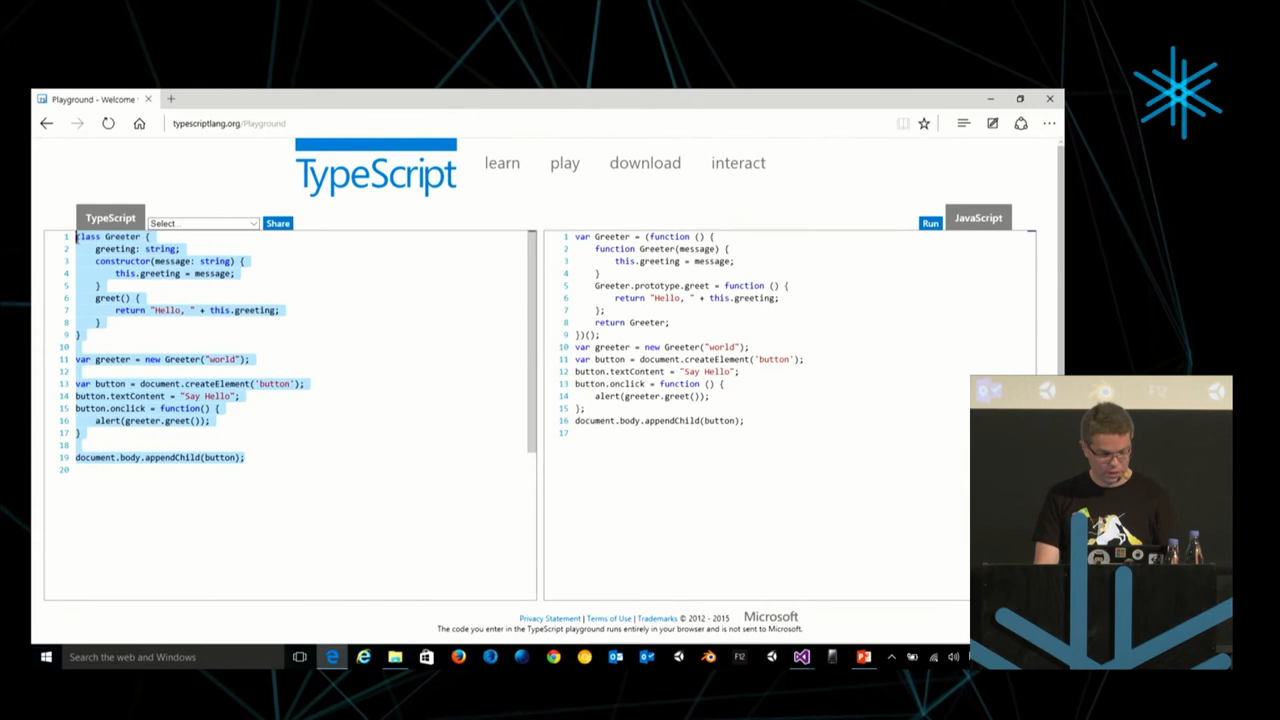 Playground - Welcome
typescriptlang.org/Playground
TypeScript
learn
play
download
interact
TypeScript
Select...
Share
Run
JavaScript
1 class Greeter {
2 greeting: string;
3 constructor(message: string) {
4 this.greeting = message;
5 }
6 greet() {
7 return "Hello, " + this.greeting;
8 }
9 }
10
11 var greeter = new Greeter("world");
12
13 var button = document.createElement('button');
14 button.textContent = "Say Hello";
15 button.onclick = function() {
16 alert(greeter.greet());
17 }
18
19 document.body.appendChild(button);
20
1 var Greeter = (function () {
2 function Greeter(message) {
3 this.greeting = message;
4 }
5 Greeter.prototype.greet = function () {
6 return "Hello, " + this.greeting;
7 };
8 return Greeter;
9 })();
10 var greeter = new Greeter("world");
11 var button = document.createElement('button');
12 button.textContent = "Say Hello";
13 button.onclick = function () {
14 alert(greeter.greet());
15 };
16 document.body.appendChild(button);
17
Privacy Statement | Terms of Use | Trademarks © 2012 - 2015 Microsoft
The code you enter in the TypeScript playground runs entirely in your browser and is not sent to Microsoft.
Search the web and Windows
F12
F12